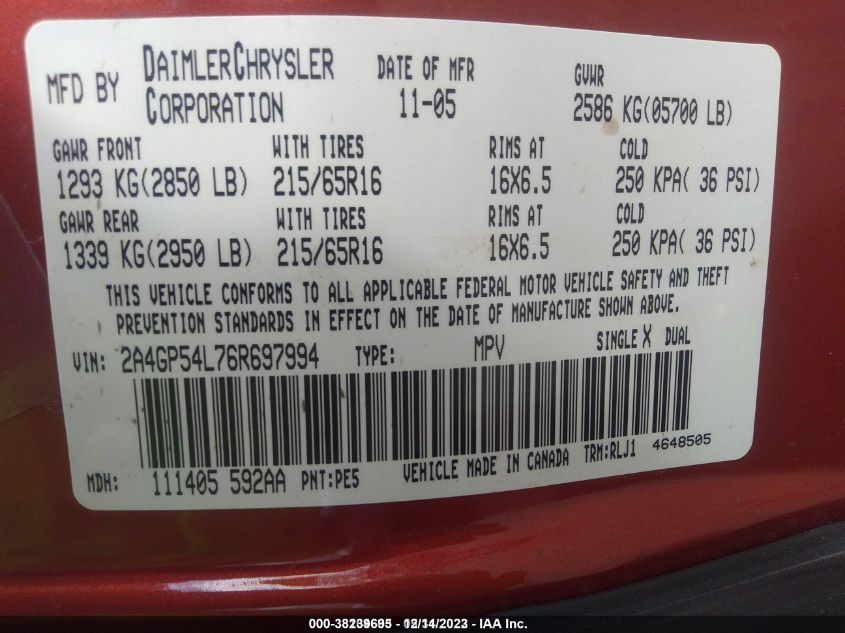 MFD BY DAIMLERCHRYSLER CORPORATION DATE OF MFR 11-05 GVWR 2586 KG(05700 LB)
GAWR FRONT WITH TIRES RIMS AT COLD
1293 KG(2850 LB) 215/65R16 16X6.5 250 KPA( 36 PSI)
GAWR REAR WITH TIRES RIMS AT COLD
1339 KG(2950 LB) 215/65R16 16X6.5 250 KPA( 36 PSI)
THIS VEHICLE CONFORMS TO ALL APPLICABLE FEDERAL MOTOR VEHICLE SAFETY AND THEFT
PREVENTION STANDARDS IN EFFECT ON THE DATE OF MANUFACTURE SHOWN ABOVE.
VIN: 2A4GP54L76R697994 TYPE: MPV SINGLE X DUAL
MDH: 111405 592AA PNT:PE5 VEHICLE MADE IN CANADA TRM:RLJ1 4648505
12/14/2023 - IAA Inc.